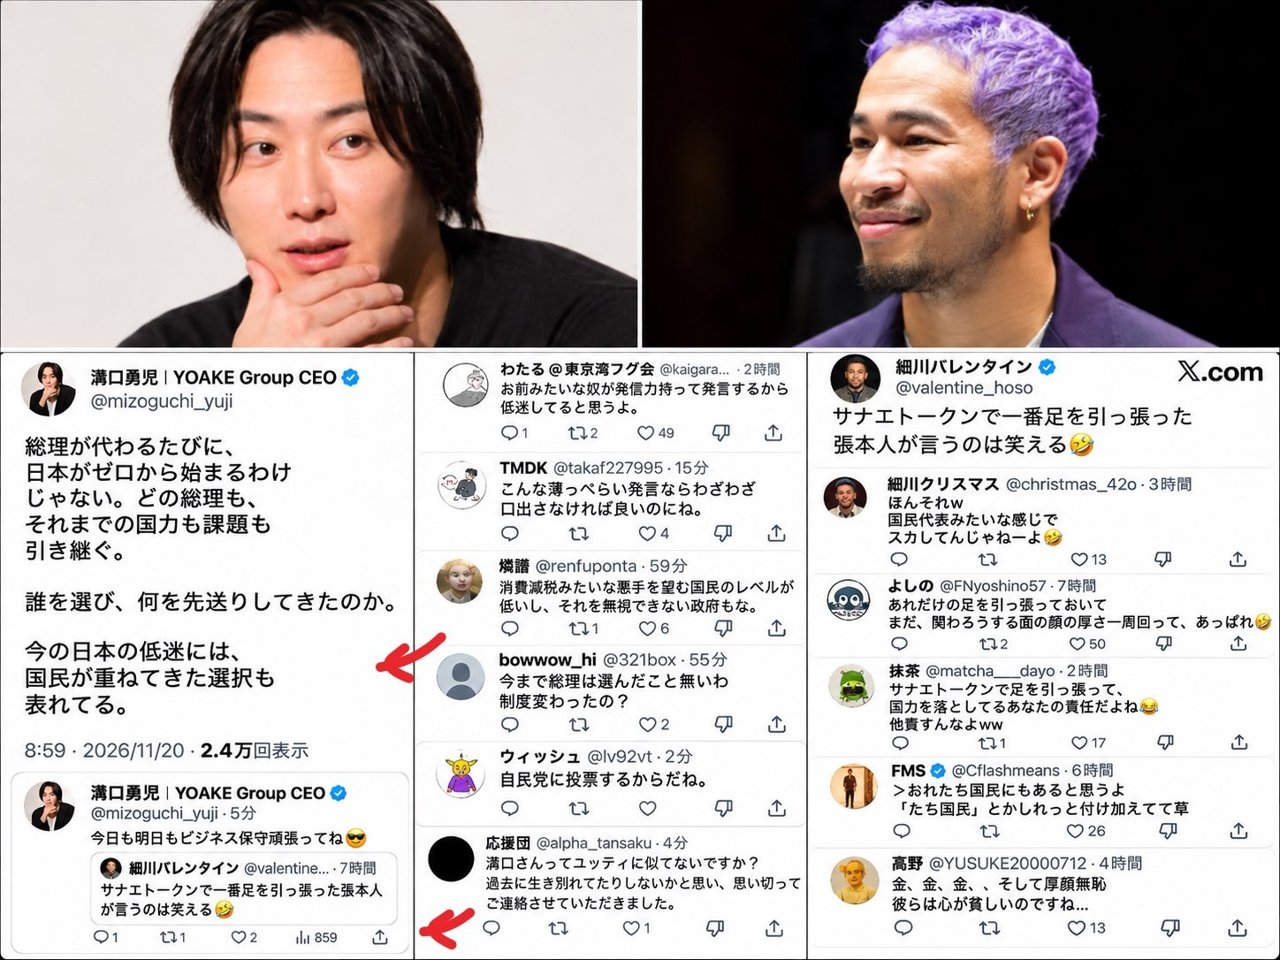 溝口勇児 | YOAKE Group CEO
@mizoguchi_yuji
総理が代わるたびに、
日本がゼロから始まるわけ
じゃない。どの総理も、
それまでの国力も課題も
引き継ぐ。
誰を選び、何を先送りしてきたのか。
今の日本の低迷には、
国民が重ねてきた選択も
表れてる。
8:59 · 2026/11/20 · 2.4万回表示
溝口勇児 | YOAKE Group CEO
@mizoguchi_yuji · 5分
今日も明日もビジネス保守頑張ってね😎
細川バレンタイン @valentine... · 7時間
サナエトークンで一番足を引っ張った張本人
が言うのは笑える🤣
1 1 2 859
わたる@東京湾フグ会 @kaigara... · 2時間
お前みたいな奴が発信力持って発言するから
低迷してると思うよ。
1 2 49
TMDK @takaf227995 · 15分
こんな薄っぺらい発言ならわざわざ
口出さなければ良いのにね。
4
燐譜 @renfuponta · 59分
消費減税みたいな悪手を望む国民のレベルが
低いし、それを無視できない政府もな。
1 6
bowwow_hi @321box · 55分
今まで総理は選んだこと無いわ
制度変わったの？
2
ウィッシュ @lv92vt · 2分
自民党に投票するからだね。
応援団 @alpha_tansaku · 4分
溝口さんってユッティに似てないですか？
過去に生き別れてたりしないかと思い、思い切って
ご連絡させていただきました。
1
細川バレンタイン
@valentine_hoso
X.com
サナエトークンで一番足を引っ張った
張本人が言うのは笑える🤣
細川クリスマス @christmas_42o · 3時間
ほんそれw
国民代表みたいな感じで
スカしてんじゃねーよ🤣
13
よしの @FNyoshino57 · 7時間
あれだけの足を引っ張っておいて
まだ、関わろうする面の顔の厚さ一周回って、あっぱれ🤣
2 50
抹茶 @matcha___dayo · 2時間
サナエトークンで足を引っ張って、
国力を落としてるあなたの責任だよね😂
他責すんなよww
1 17
FMS @Cflashmeans · 6時間
＞おれたち国民にもあると思うよ
「たち国民」とかしれっと付け加えてて草
26
高野 @YUSUKE20000712 · 4時間
金、金、金、、そして厚顔無恥
彼らは心が貧しいのですね...
13